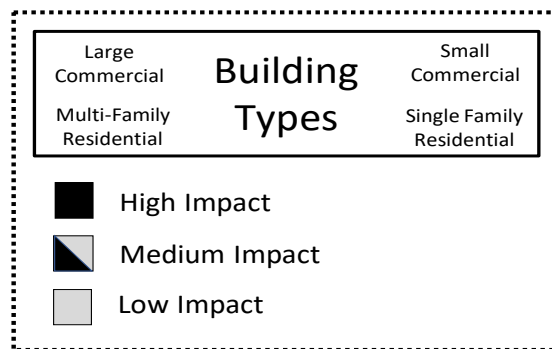 Large
Commercial
Multi-Family
Residential
Building
Types
Small
Commercial
Single Family
Residential
High Impact
Medium Impact
Low Impact